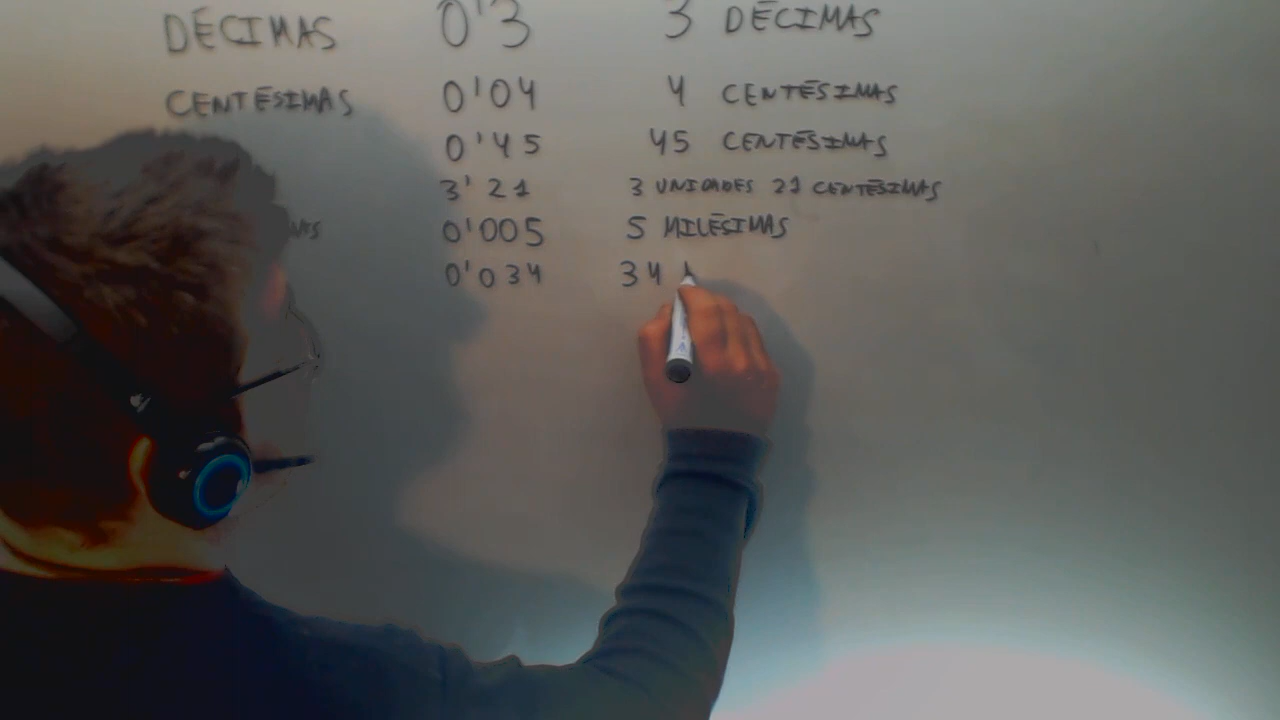 DÉCIMAS 0'3 3 DÉCIMAS
CENTÉSIMAS 0'04 4 CENTÉSIMAS
0'45 45 CENTÉSIMAS
3'21 3 UNIDADES 21 CENTÉSIMAS
0'005 5 MILÉSIMAS
0'034 34